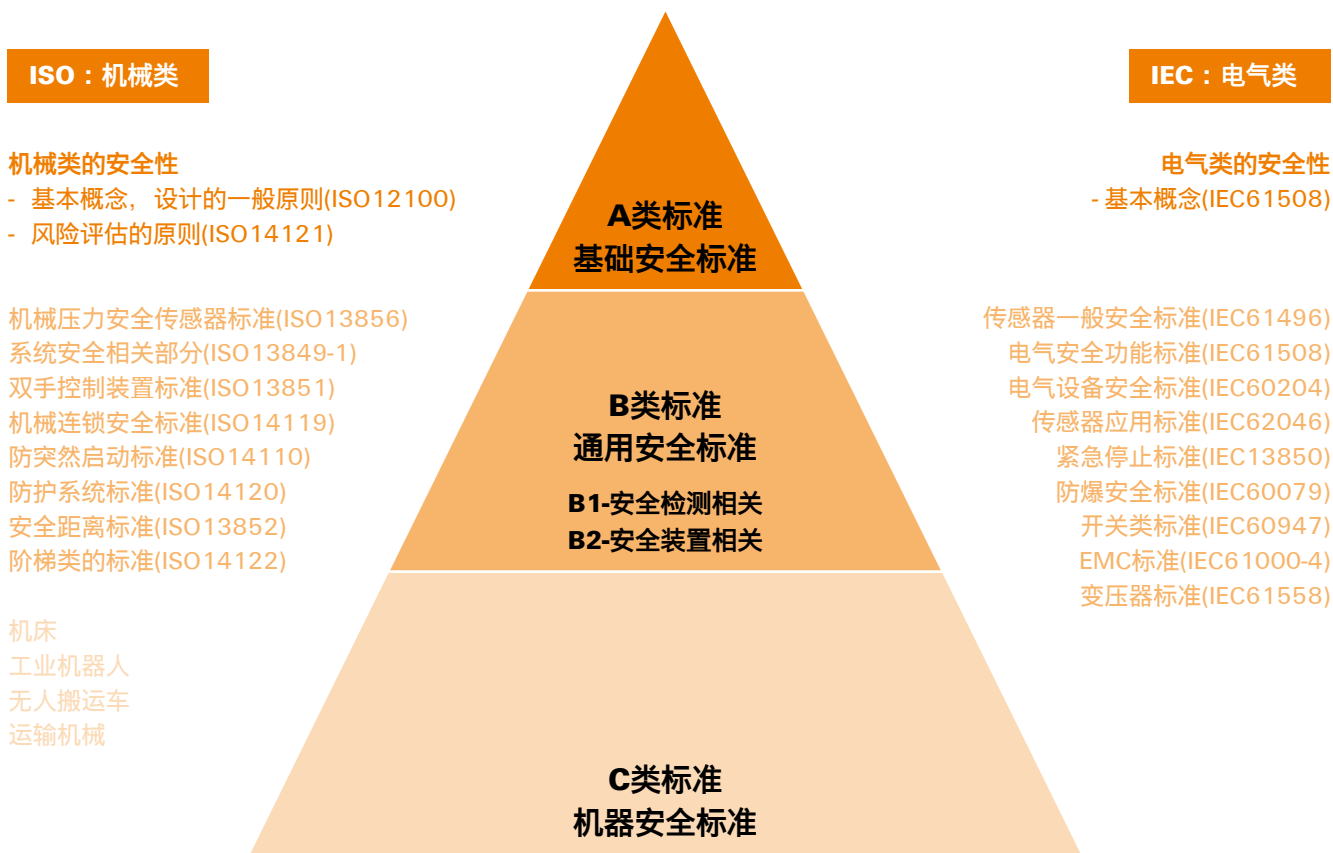 ISO：机械类
机械类的安全性
- 基本概念，设计的一般原则(ISO12100)
- 风险评估的原则(ISO14121)
机械压力安全传感器标准(ISO13856)
系统安全相关部分(ISO13849-1)
双手控制装置标准(ISO13851)
机械连锁安全标准(ISO14119)
防突然启动标准(ISO14110)
防护系统标准(ISO14120)
安全距离标准(ISO13852)
阶梯类的标准(ISO14122)
机床
工业机器人
无人搬运车
运输机械
A类标准
基础安全标准
B类标准
通用安全标准
B1-安全检测相关
B2-安全装置相关
C类标准
机器安全标准
IEC：电气类
电气类的安全性
- 基本概念(IEC61508)
传感器一般安全标准(IEC61496)
电气安全功能标准(IEC61508)
电气设备安全标准(IEC60204)
传感器应用标准(IEC62046)
紧急停止标准(IEC13850)
防爆安全标准(IEC60079)
开关类标准(IEC60947)
EMC标准(IEC61000-4)
变压器标准(IEC61558)